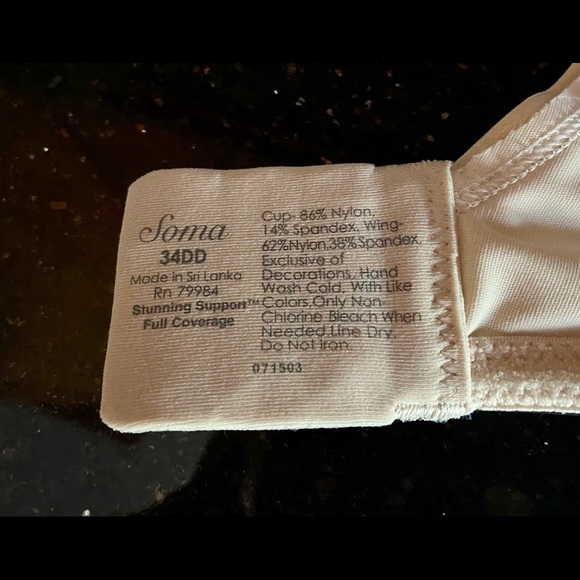 Soma
34DD
Made in Sri Lanka
Rn 79984
Stunning Support™
Full Coverage
Cup- 86% Nylon,
14% Spandex, Wing-
62%Nylon,38%Spandex,
Exclusive of
Decorations, Hand
Wash Cold, With Like
Colors,Only Non-
Chlorine Bleach When
Needed Line Dry,
Do Not Iron.
071503